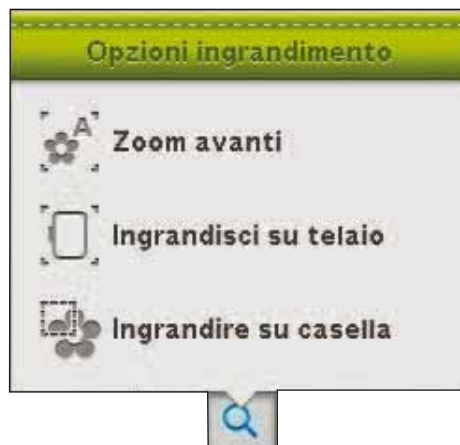 Opzioni ingrandimento
A
Zoom avanti
Ingrandisci su telaio
Ingrandire su casella